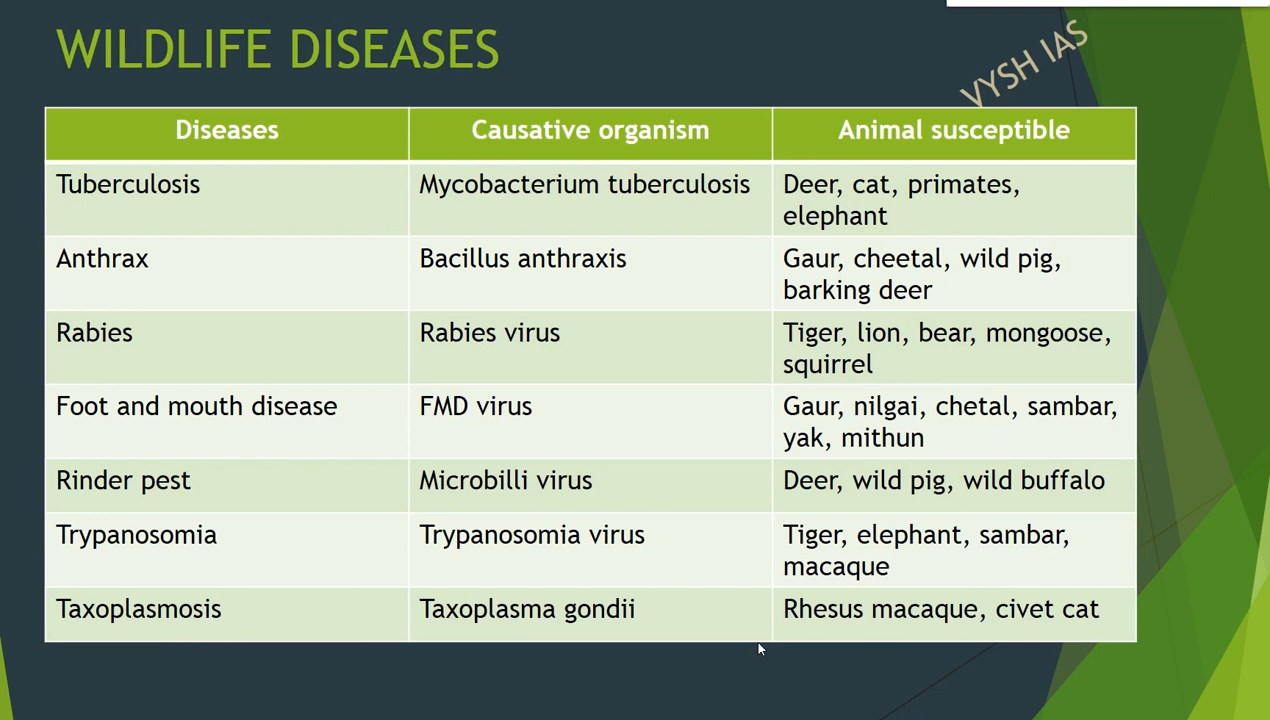 WILDLIFE DISEASES
VYSH IAS
Diseases Causative organism Animal susceptible
Tuberculosis Mycobacterium tuberculosis Deer, cat, primates,
elephant
Anthrax Bacillus anthraxis Gaur, cheetal, wild pig,
barking deer
Rabies Rabies virus Tiger, lion, bear, mongoose,
squirrel
Foot and mouth disease FMD virus Gaur, nilgai, chetal, sambar,
yak, mithun
Rinder pest Microbilli virus Deer, wild pig, wild buffalo
Trypanosomia Trypanosomia virus Tiger, elephant, sambar,
macaque
Taxoplasmosis Taxoplasma gondii Rhesus macaque, civet cat